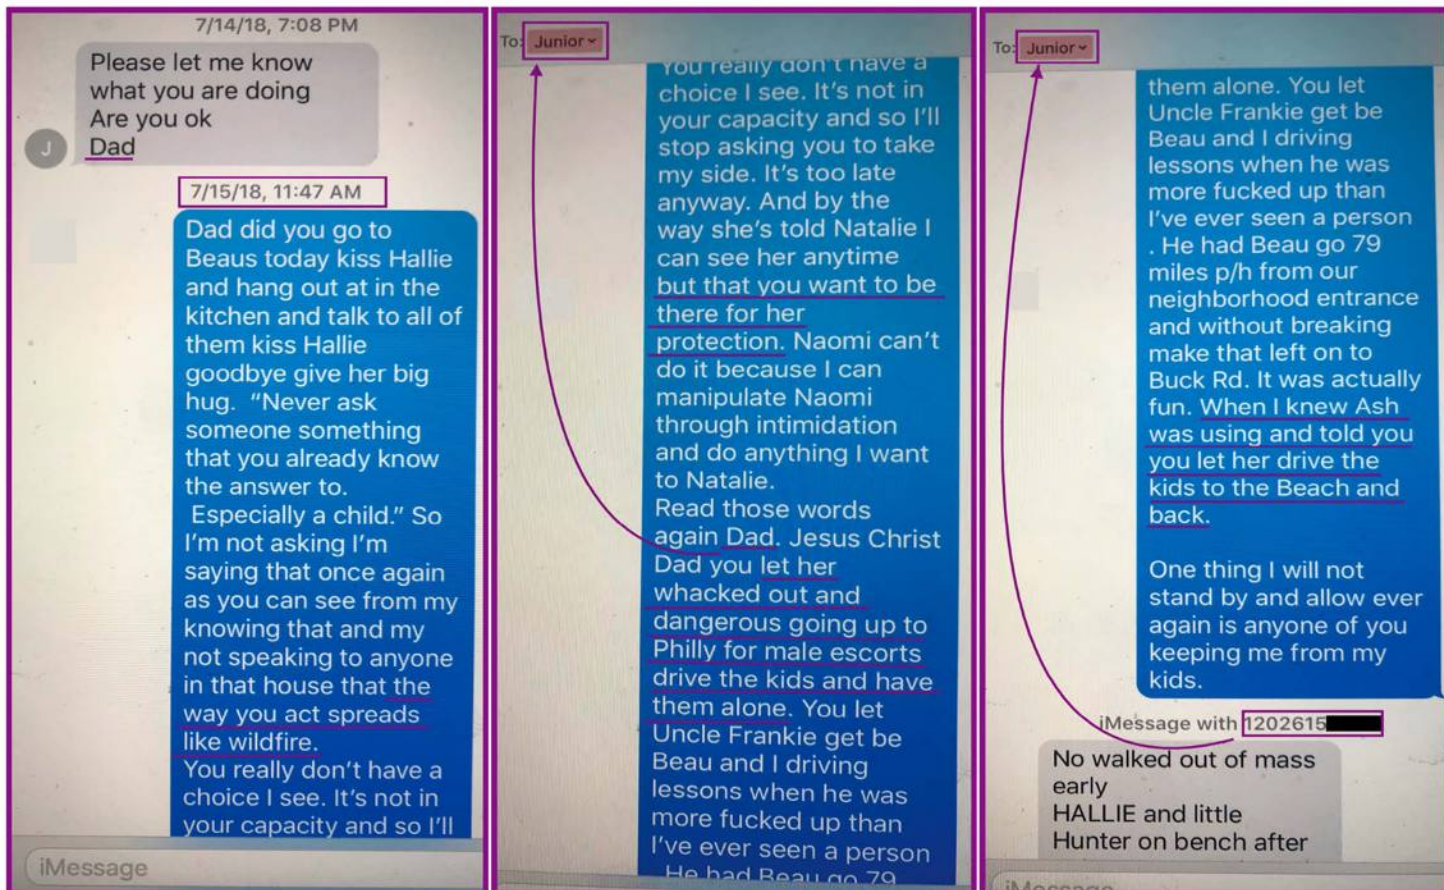 7/14/18, 7:08 PM
Please let me know
what you are doing
Are you ok
Dad
J
7/15/18, 11:47 AM
Dad did you go to
Beaus today kiss Hallie
and hang out at in the
kitchen and talk to all of
them kiss Hallie
goodbye give her big
hug. “Never ask
someone something
that you already know
the answer to.
Especially a child.” So
I’m not asking I’m
saying that once again
as you can see from my
knowing that and my
not speaking to anyone
in that house that the
way you act spreads
like wildfire.
You really don’t have a
choice I see. It’s not in
your capacity and so I’ll
iMessage
To: Junior
You really don’t have a
choice I see. It’s not in
your capacity and so I’ll
stop asking you to take
my side. It’s too late
anyway. And by the
way she’s told Natalie I
can see her anytime
but that you want to be
there for her
protection. Naomi can’t
do it because I can
manipulate Naomi
through intimidation
and do anything I want
to Natalie.
Read those words
again Dad. Jesus Christ
Dad you let her
whacked out and
dangerous going up to
Philly for male escorts
drive the kids and have
them alone. You let
Uncle Frankie get be
Beau and I driving
lessons when he was
more fucked up than
I’ve ever seen a person
. He had Beau go 79
To: Junior
them alone. You let
Uncle Frankie get be
Beau and I driving
lessons when he was
more fucked up than
I’ve ever seen a person
. He had Beau go 79
miles p/h from our
neighborhood entrance
and without breaking
make that left on to
Buck Rd. It was actually
fun. When I knew Ash
was using and told you
you let her drive the
kids to the Beach and
back.
One thing I will not
stand by and allow ever
again is anyone of you
keeping me from my
kids.
iMessage with 1202615
No walked out of mass
early
HALLIE and little
Hunter on bench after
iMessage